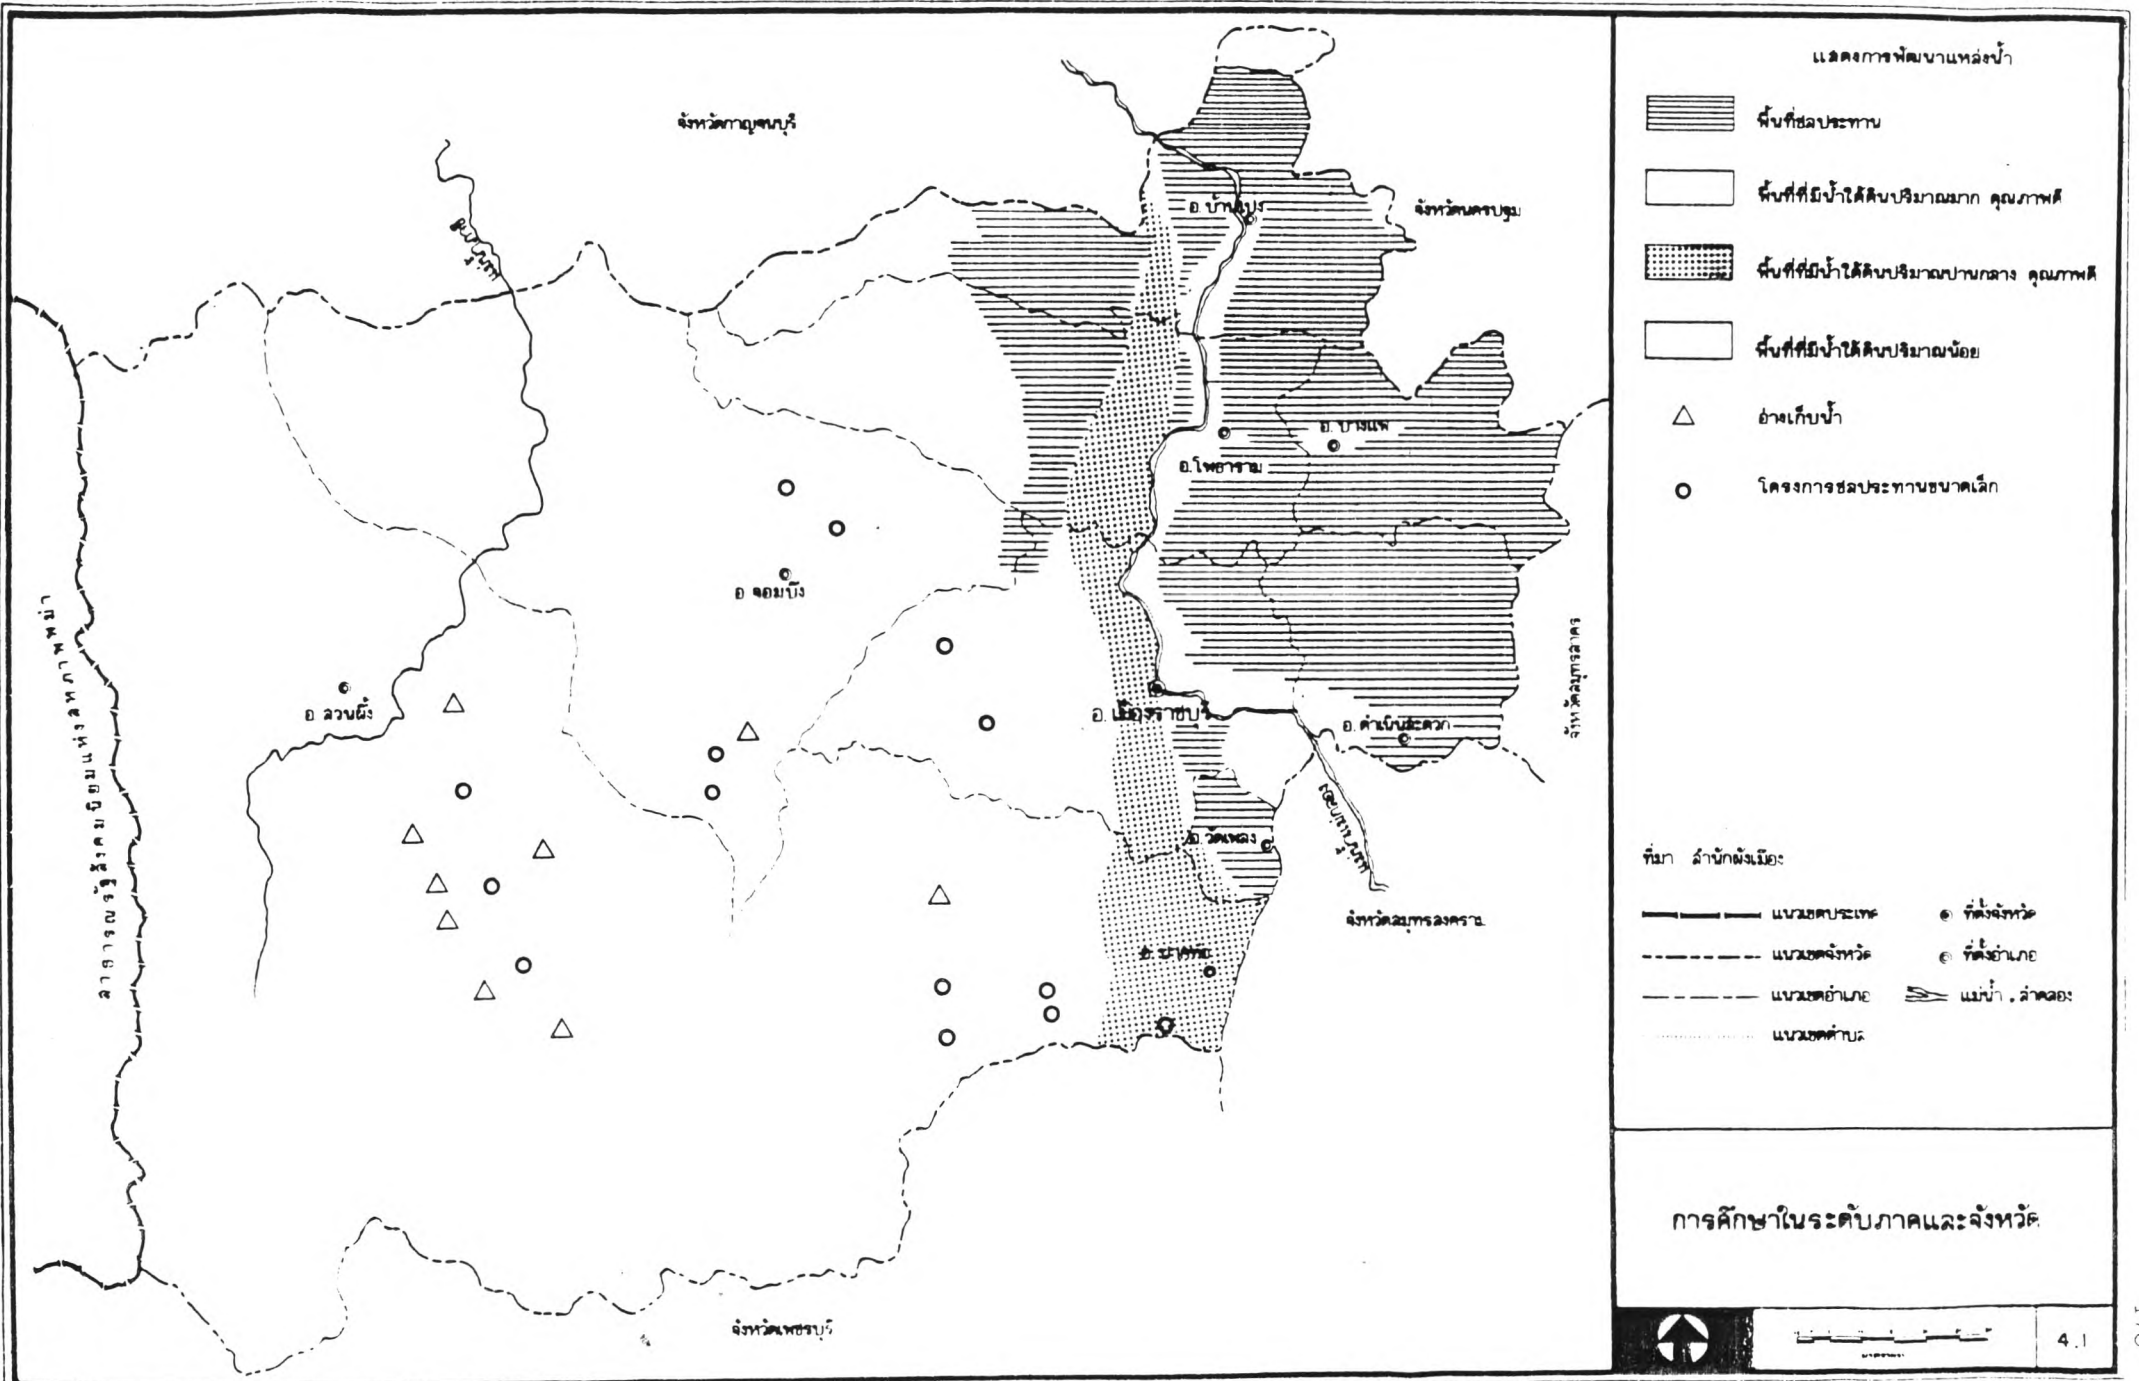 แสดงการพัฒนาแหล่งน้ำ
พื้นที่ชลประทาน
พื้นที่ที่มีน้ำใต้ดินปริมาณมาก คุณภาพดี
พื้นที่ที่มีน้ำใต้ดินปริมาณปานกลาง คุณภาพดี
พื้นที่ที่มีน้ำใต้ดินปริมาณน้อย
อ่างเก็บน้ำ
โครงการชลประทานขนาดเล็ก
จังหวัดกาญจนบุรี
จังหวัดนครปฐม
อ. บ้านโป่ง
อ. บางแพ
อ. โพธาราม
อ จอมบึง
อ สวนผึ้ง
อ. เมืองราชบุรี
อ. ดำเนินสะดวก
อ. วัดเพลง
อ. ปากท่อ
แม่น้ำแม่กลอง
จังหวัดสมุทรสาคร
จังหวัดสมุทรสงคราม
จังหวัดเพชรบุรี
สาธารณรัฐสังคมนิยมแห่งสหภาพพม่า
ที่มา สำนักผังเมือง
แนวเขตประเทศ
ที่ตั้งจังหวัด
แนวเขตจังหวัด
ที่ตั้งอำเภอ
แนวเขตอำเภอ
แม่น้ำ , ลำคลอง
แนวเขตตำบล
การศึกษาในระดับภาคและจังหวัด
4.1